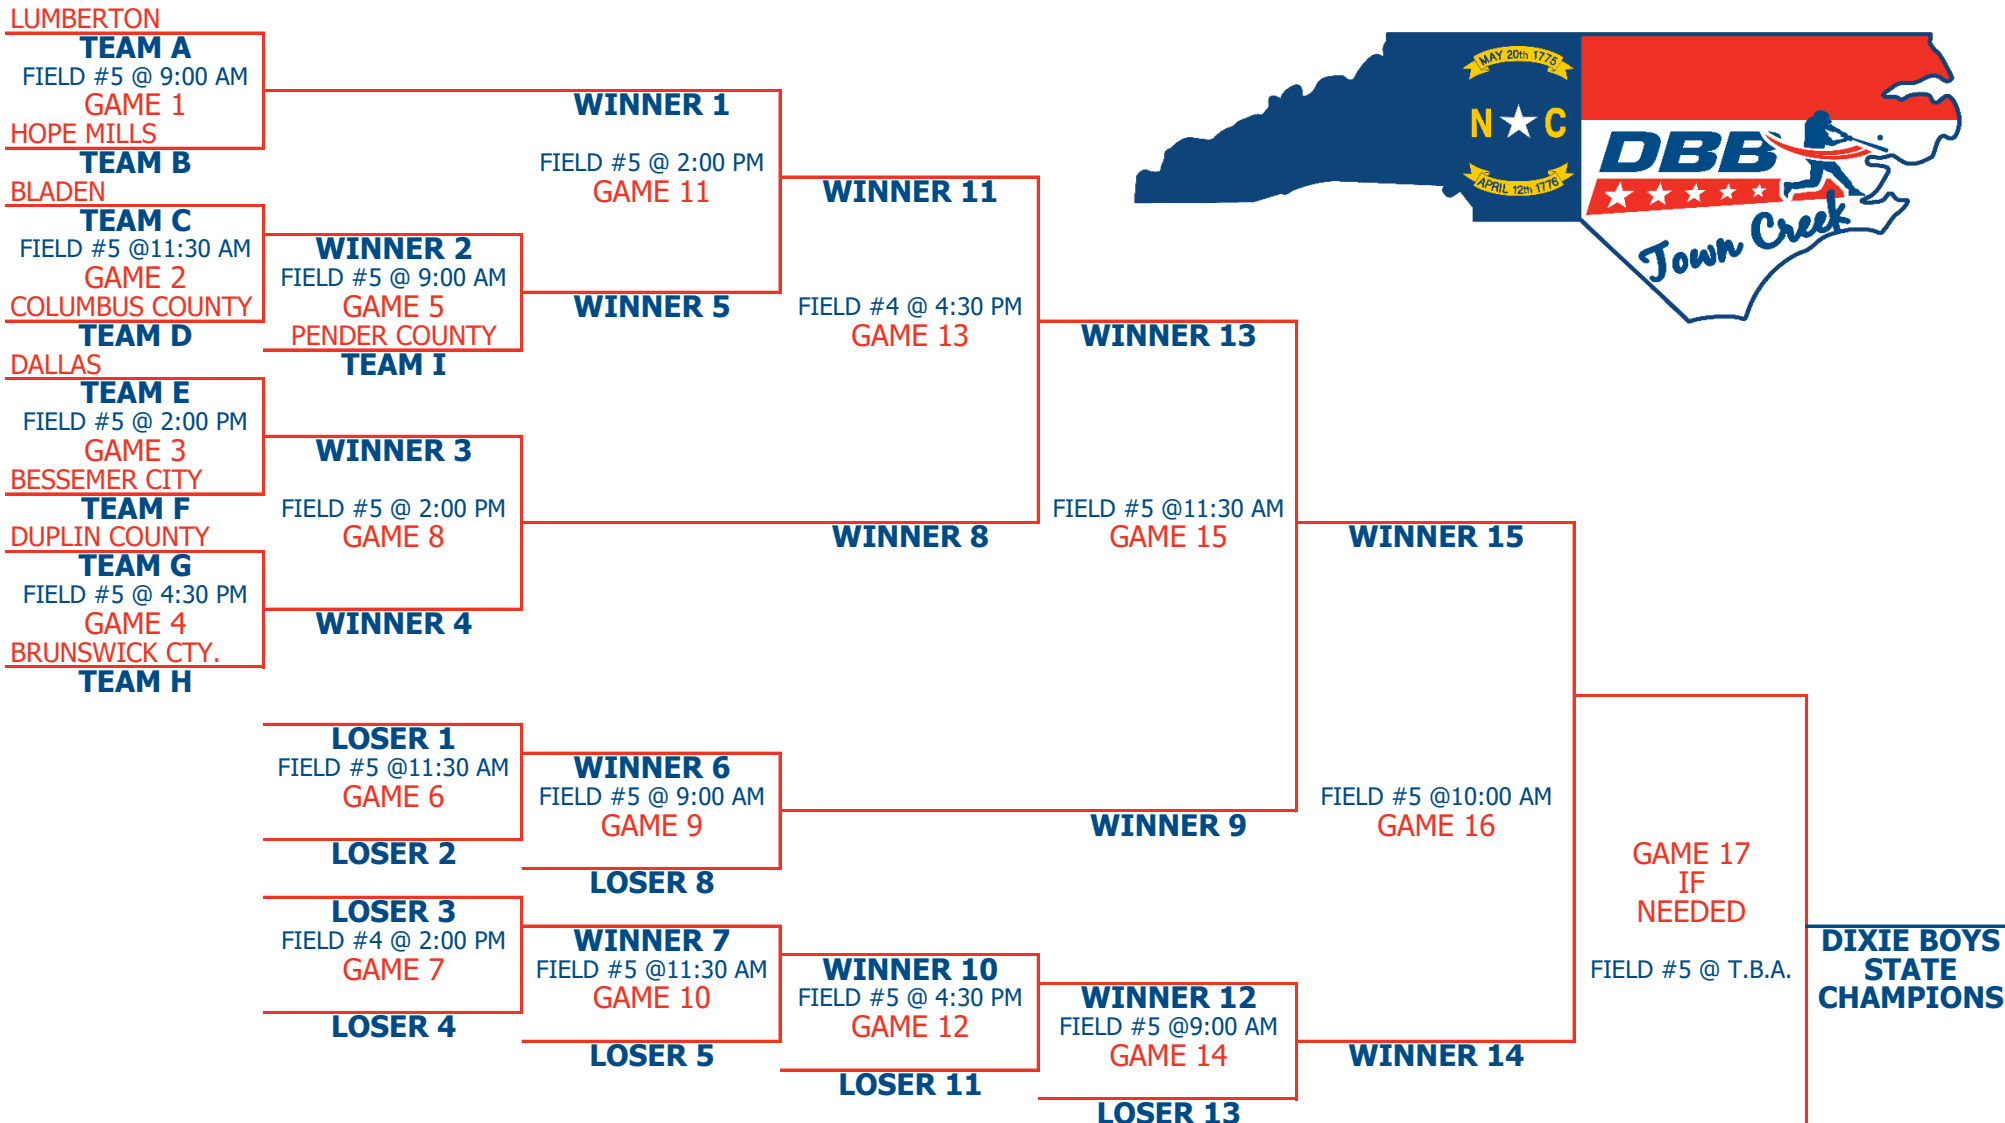 LUMBERTON
TEAM A
FIELD #5 @ 9:00 AM
GAME 1
HOPE MILLS
TEAM B
BLADEN
TEAM C
FIELD #5 @11:30 AM
GAME 2
COLUMBUS COUNTY
TEAM D
DALLAS
TEAM E
FIELD #5 @ 2:00 PM
GAME 3
BESSEMER CITY
TEAM F
DUPLIN COUNTY
TEAM G
FIELD #5 @ 4:30 PM
GAME 4
BRUNSWICK CTY.
TEAM H
WINNER 2
FIELD #5 @ 9:00 AM
GAME 5
PENDER COUNTY
TEAM I
WINNER 3
FIELD #5 @ 2:00 PM
GAME 8
WINNER 4
LOSER 1
FIELD #5 @11:30 AM
GAME 6
LOSER 2
LOSER 3
FIELD #4 @ 2:00 PM
GAME 7
LOSER 4
WINNER 1
FIELD #5 @ 2:00 PM
GAME 11
WINNER 5
WINNER 6
FIELD #5 @ 9:00 AM
GAME 9
LOSER 8
WINNER 7
FIELD #5 @11:30 AM
GAME 10
LOSER 5
WINNER 11
FIELD #4 @ 4:30 PM
GAME 13
WINNER 8
WINNER 10
FIELD #5 @ 4:30 PM
GAME 12
LOSER 11
WINNER 13
FIELD #5 @11:30 AM
GAME 15
WINNER 9
WINNER 12
FIELD #5 @9:00 AM
GAME 14
LOSER 13
WINNER 15
FIELD #5 @10:00 AM
GAME 16
WINNER 14
GAME 17
IF
NEEDED
FIELD #5 @ T.B.A.
DIXIE BOYS
STATE
CHAMPIONS
MAY 20th 1775
N C
APRIL 12th 1776
DBB
Town Creek